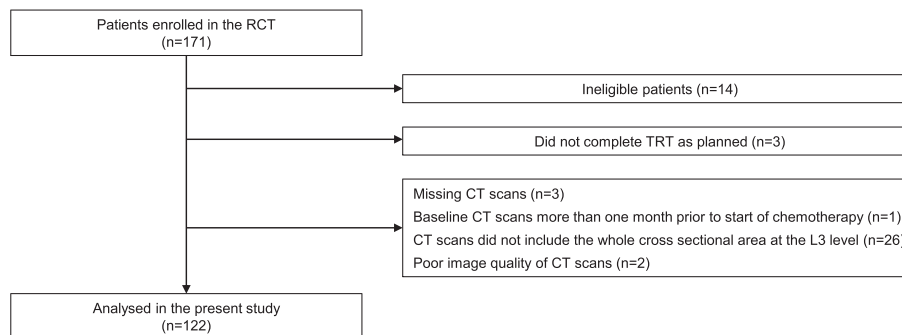 Patients enrolled in the RCT
(n=171)
Ineligible patients (n=14)
Did not complete TRT as planned (n=3)
Missing CT scans (n=3)
Baseline CT scans more than one month prior to start of chemotherapy (n=1)
CT scans did not include the whole cross sectional area at the L3 level (n=26)
Poor image quality of CT scans (n=2)
Analysed in the present study
(n=122)